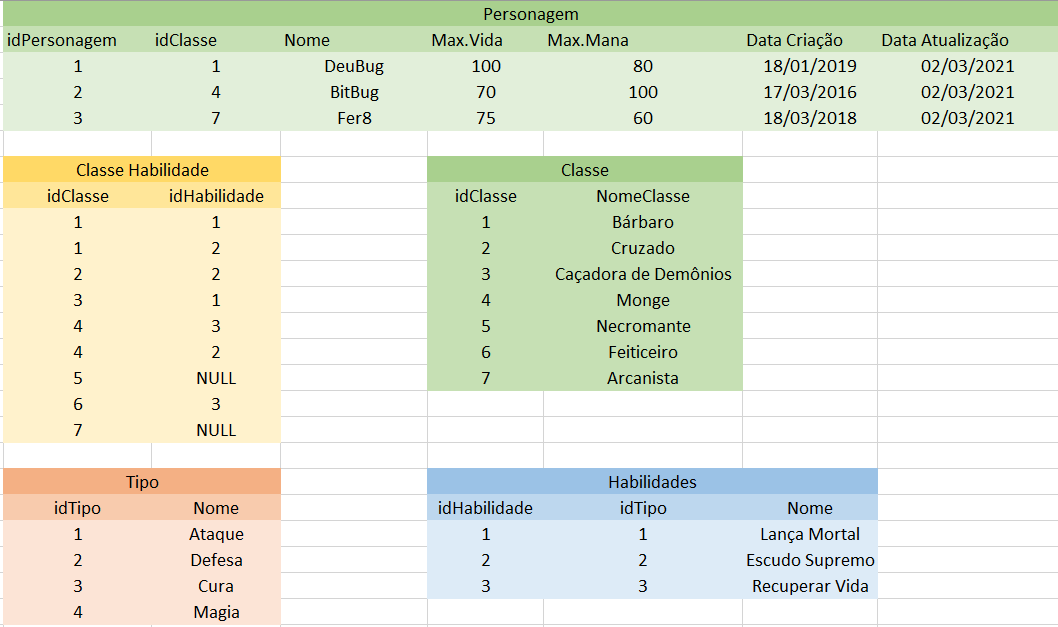 Personagem
idPersonagem idClasse Nome Max.Vida Max.Mana Data Criação Data Atualização
1 1 DeuBug 100 80 18/01/2019 02/03/2021
2 4 BitBug 70 100 17/03/2016 02/03/2021
3 7 Fer8 75 60 18/03/2018 02/03/2021
Classe Habilidade
idClasse idHabilidade
1 1
1 2
2 2
3 1
4 3
4 2
5 NULL
6 3
7 NULL
Classe
idClasse NomeClasse
1 Bárbaro
2 Cruzado
3 Caçadora de Demônios
4 Monge
5 Necromante
6 Feiticeiro
7 Arcanista
Tipo
idTipo Nome
1 Ataque
2 Defesa
3 Cura
4 Magia
Habilidades
idHabilidade idTipo Nome
1 1 Lança Mortal
2 2 Escudo Supremo
3 3 Recuperar Vida